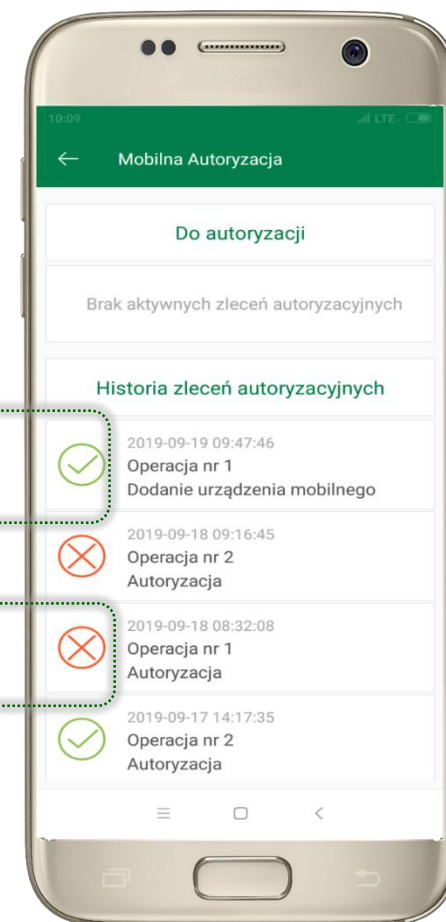 10:09
LTE
Mobilna Autoryzacja
Do autoryzacji
Brak aktywnych zleceń autoryzacyjnych
Historia zleceń autoryzacyjnych
2019-09-19 09:47:46
Operacja nr 1
Dodanie urządzenia mobilnego
2019-09-18 09:16:45
Operacja nr 2
Autoryzacja
2019-09-18 08:32:08
Operacja nr 1
Autoryzacja
2019-09-17 14:17:35
Operacja nr 2
Autoryzacja